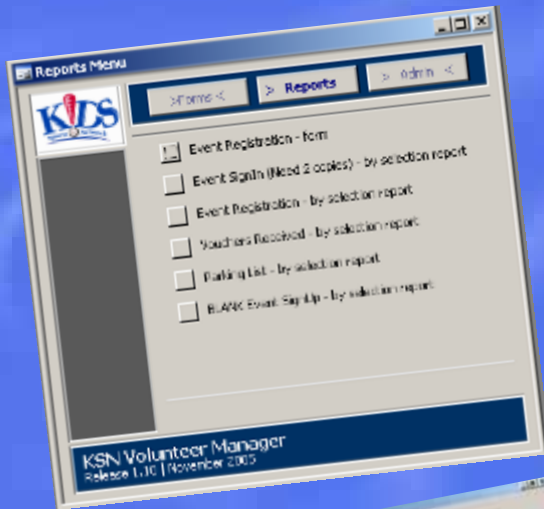 Reports Menu
>Forms <
> Reports
> Admin <
KIDS
Event Registration - form
Event SignIn (Need 2 copies) - by selection report
Event Registration - by selection report
Vouchers Received - by selection report
Parking List - by selection report
BLANK Event SignUp - by selection report
KSN Volunteer Manager
Release 1.10 | November 2005